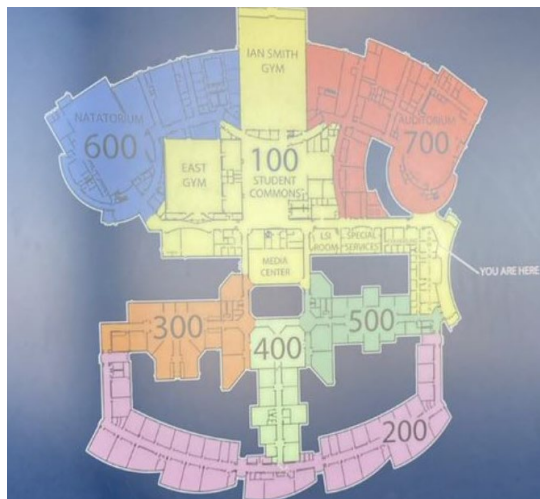 IAN SMITH
GYM
NATATORIUM
600
AUDITORIUM
700
EAST
GYM
100
STUDENT
COMMONS
LSI
ROOM
SPECIAL
SERVICES
MEDIA
CENTER
YOU ARE HERE
300
400
500
200